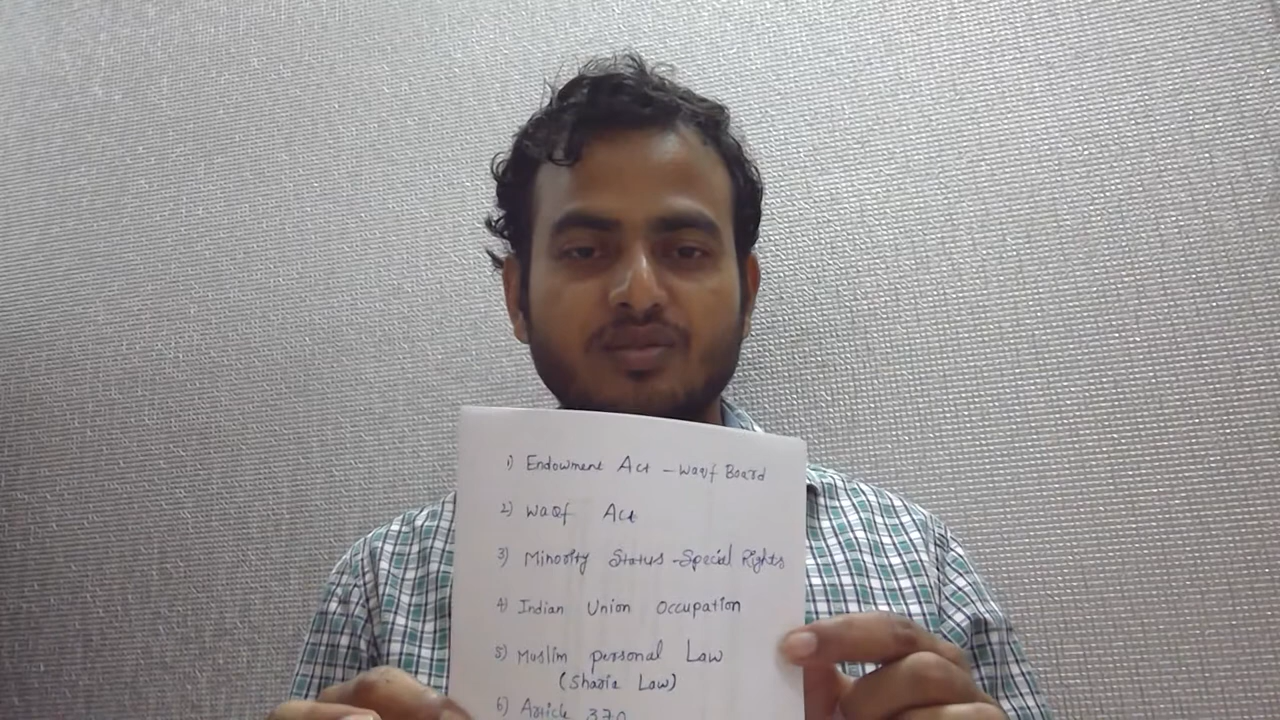 1) Endowment Act - Waqf Board
2) Waqf Act
3) Minority Status - Special Rights
4) Indian Union Occupation
5) Muslim personal Law
(Sharia Law)
6) Article 370